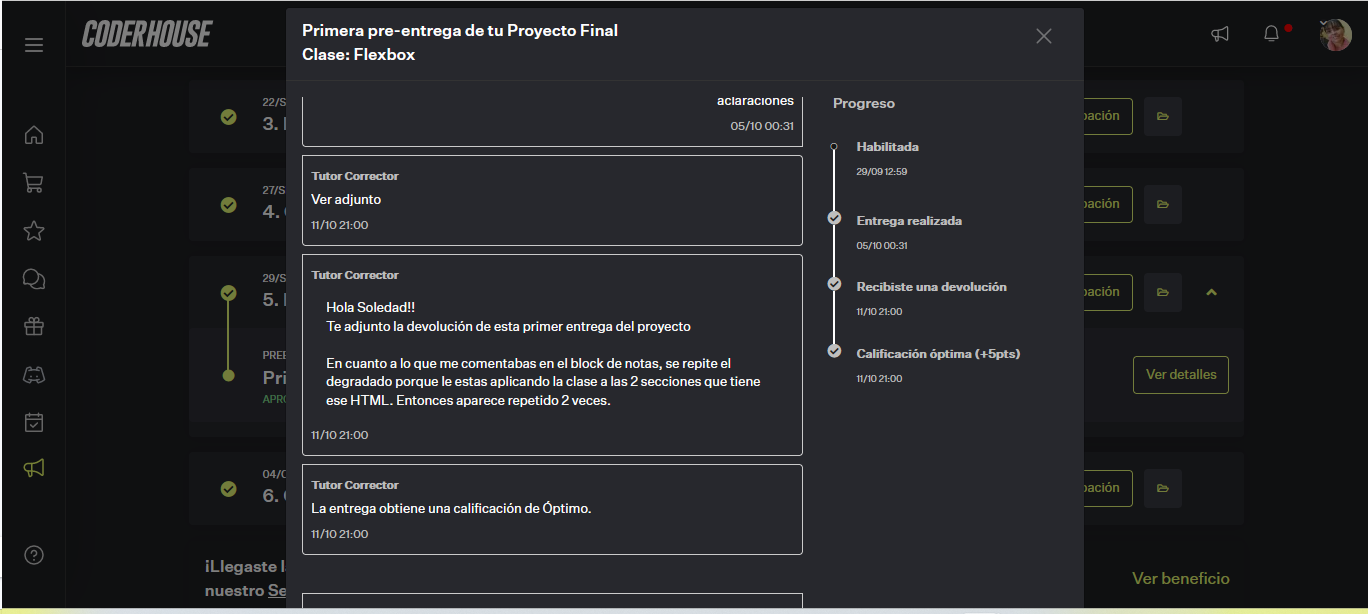 CODERHOUSE
Primera pre-entrega de tu Proyecto Final
Clase: Flexbox
aclaraciones
05/10 00:31
Tutor Corrector
Ver adjunto
11/10 21:00
Tutor Corrector
Hola Soledad!!
Te adjunto la devolución de esta primer entrega del proyecto
En cuanto a lo que me comentabas en el block de notas, se repite el
degradado porque le estas aplicando la clase a las 2 secciones que tiene
ese HTML. Entonces aparece repetido 2 veces.
11/10 21:00
Tutor Corrector
La entrega obtiene una calificación de Óptimo.
11/10 21:00
Progreso
Habilitada
29/09 12:59
Entrega realizada
05/10 00:31
Recibiste una devolución
11/10 21:00
Calificación óptima (+5pts)
11/10 21:00
22/S
3.
27/S
4.
29/S
5.
Pri
APRO
Ver detalles
04/0
6.
¡Llegaste l
nuestro Se
Ver beneficio